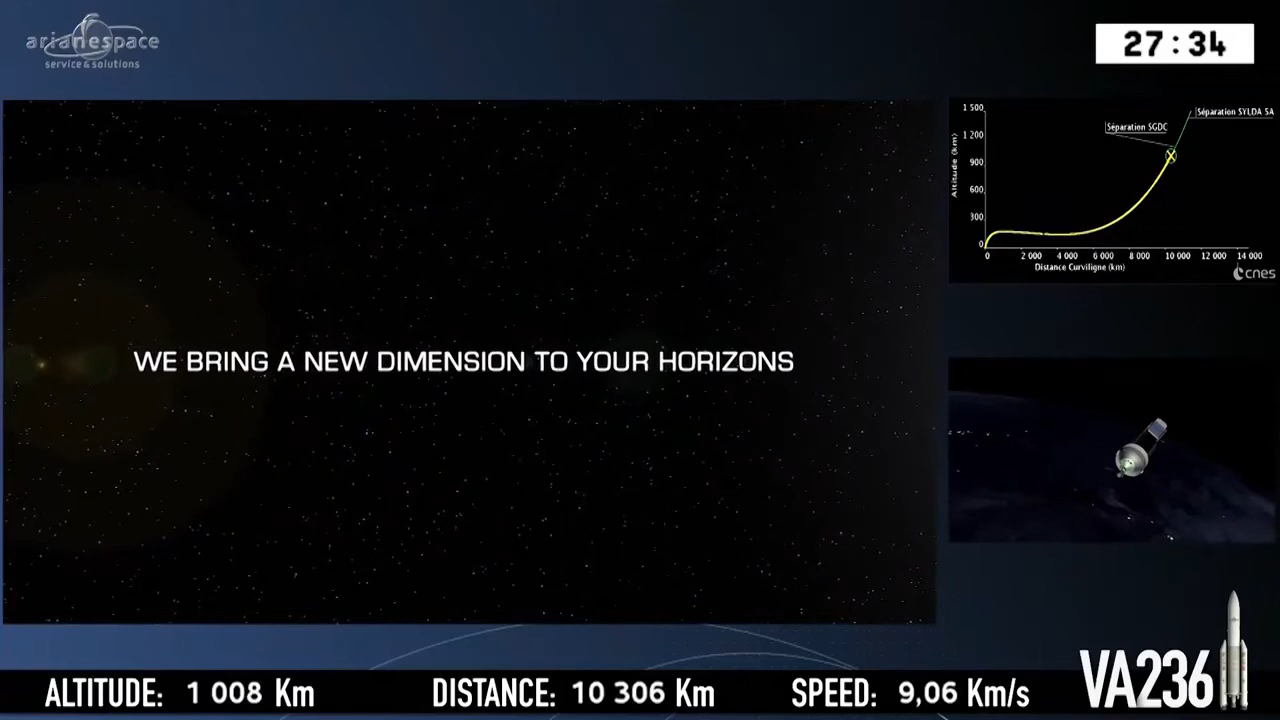 arianespace
service & solutions
27:34
1 500
1 200
900
600
300
0
Altitude (km)
Séparation SGDC
Séparation SYLDA 5A
0 2 000 4 000 6 000 8 000 10 000 12 000 14 000
Distance Curviligne (km)
cnes
WE BRING A NEW DIMENSION TO YOUR HORIZONS
ALTITUDE: 1 008 Km DISTANCE: 10 306 Km SPEED: 9,06 Km/s
VA236